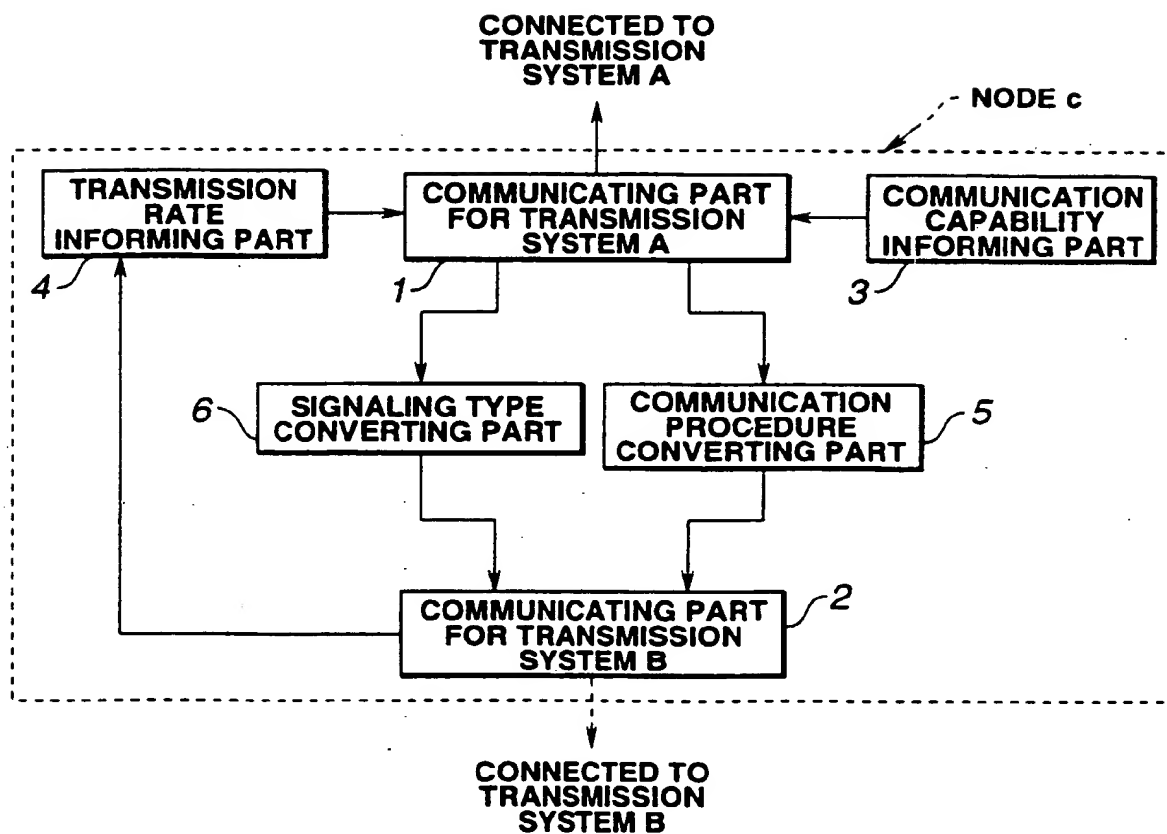 CONNECTED TO
TRANSMISSION
SYSTEM A
NODE c
TRANSMISSION
RATE
INFORMING PART
4
COMMUNICATING PART
FOR TRANSMISSION
SYSTEM A
1
COMMUNICATION
CAPABILITY
INFORMING PART
3
6
SIGNALING TYPE
CONVERTING PART
COMMUNICATION
PROCEDURE
CONVERTING PART
5
COMMUNICATING PART
FOR TRANSMISSION
SYSTEM B
2
CONNECTED TO
TRANSMISSION
SYSTEM B